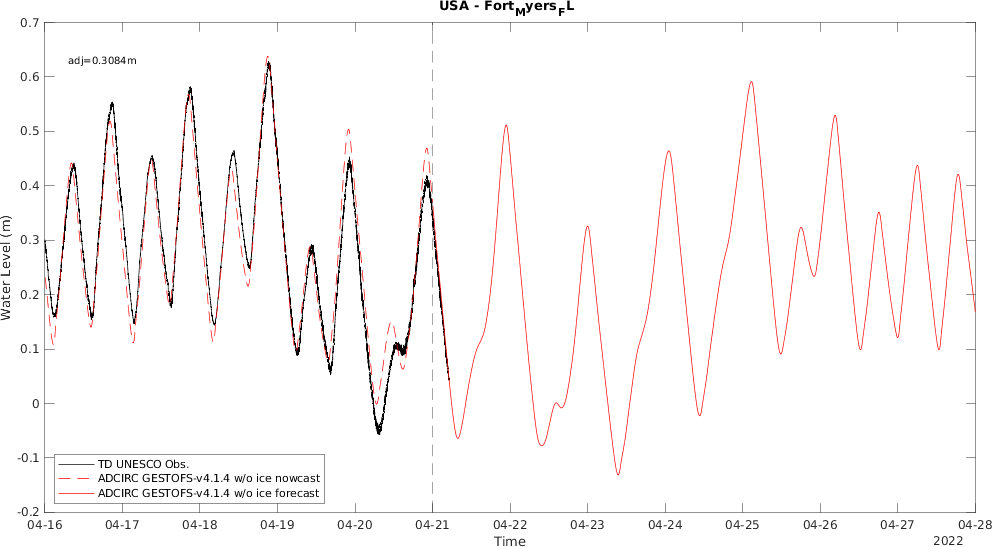 USA - Fort_Myers_FL
0.7
adj=0.3084m
0.6
0.5
0.4
0.3
0.2
0.1
0
-0.1
-0.2
Water Level (m)
TD UNESCO Obs.
ADCIRC GESTOFS-v4.1.4 w/o ice nowcast
ADCIRC GESTOFS-v4.1.4 w/o ice forecast
04-16 04-17 04-18 04-19 04-20 04-21 04-22 04-23 04-24 04-25 04-26 04-27 04-28
Time
2022